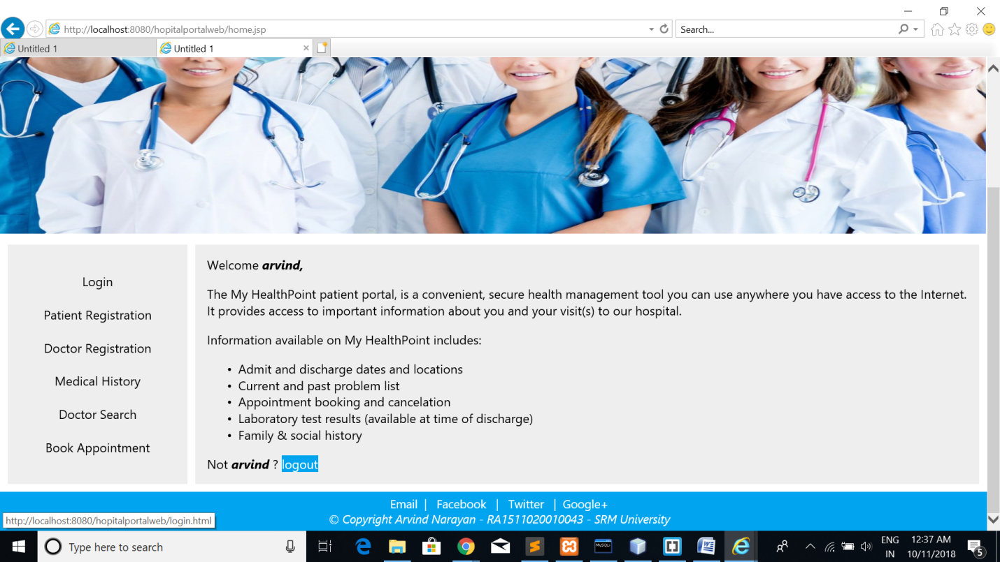 http://localhost:8080/hopitalportalweb/home.jsp
Search...
Untitled 1
Untitled 1
Login
Patient Registration
Doctor Registration
Medical History
Doctor Search
Book Appointment
Welcome arvind,
The My HealthPoint patient portal, is a convenient, secure health management tool you can use anywhere you have access to the Internet.
It provides access to important information about you and your visit(s) to our hospital.
Information available on My HealthPoint includes:
• Admit and discharge dates and locations
• Current and past problem list
• Appointment booking and cancelation
• Laboratory test results (available at time of discharge)
• Family & social history
Not arvind ? logout
Email | Facebook | Twitter | Google+
© Copyright Arvind Narayan - RA1511020010043 - SRM University
http://localhost:8080/hopitalportalweb/login.html
Type here to search
MySQL
W
ENG
IN
12:37 AM
10/11/2018
5